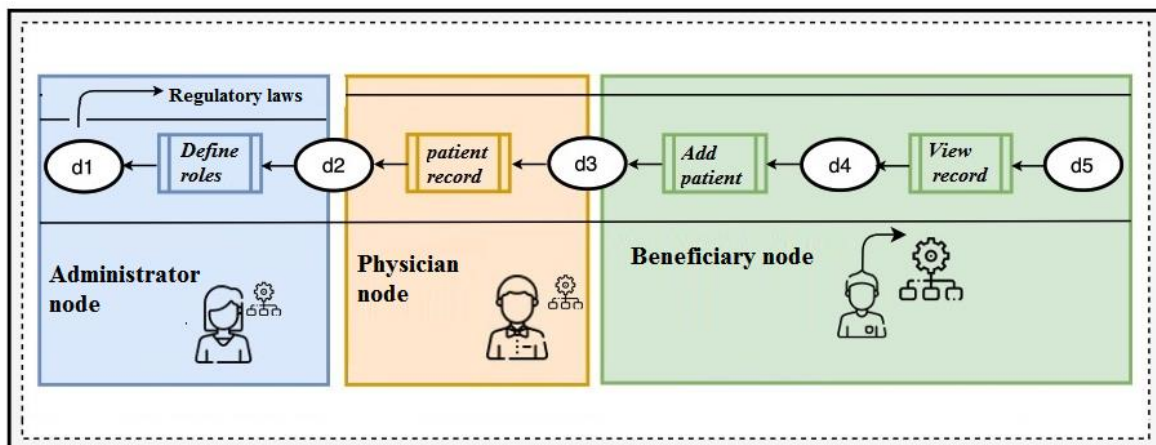 Regulatory laws
d1
Define
roles
d2
patient
record
d3
Add
patient
d4
View
record
d5
Administrator
node
Physician
node
Beneficiary node